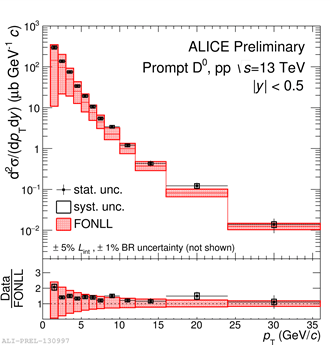 ALICE Preliminary
Prompt D⁰, pp √s=13 TeV
|y| < 0.5
d²σ/(dp_T dy) (μb GeV⁻¹ c)
10³
10²
10
1
10⁻¹
10⁻²
stat. unc.
syst. unc.
FONLL
± 5% L_int , ± 1% BR uncertainty (not shown)
Data
FONLL
3
2
1
0 5 10 15 20 25 30 35
p_T (GeV/c)
ALI-PREL-130997